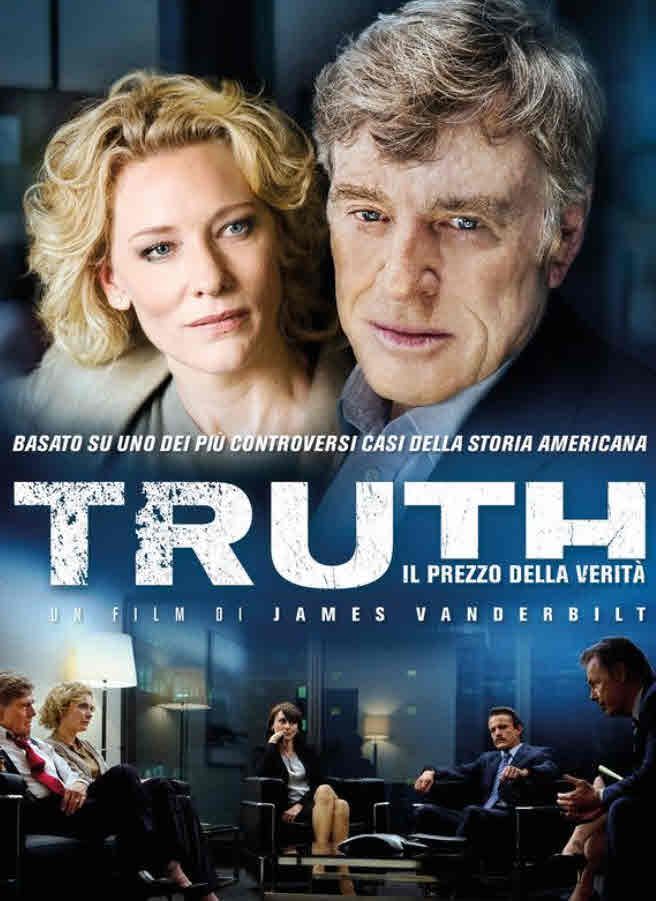 BASATO SU UNO DEI PIÙ CONTROVERSI CASI DELLA STORIA AMERICANA
TRUTH
IL PREZZO DELLA VERITÀ
UN FILM DI JAMES VANDERBILT